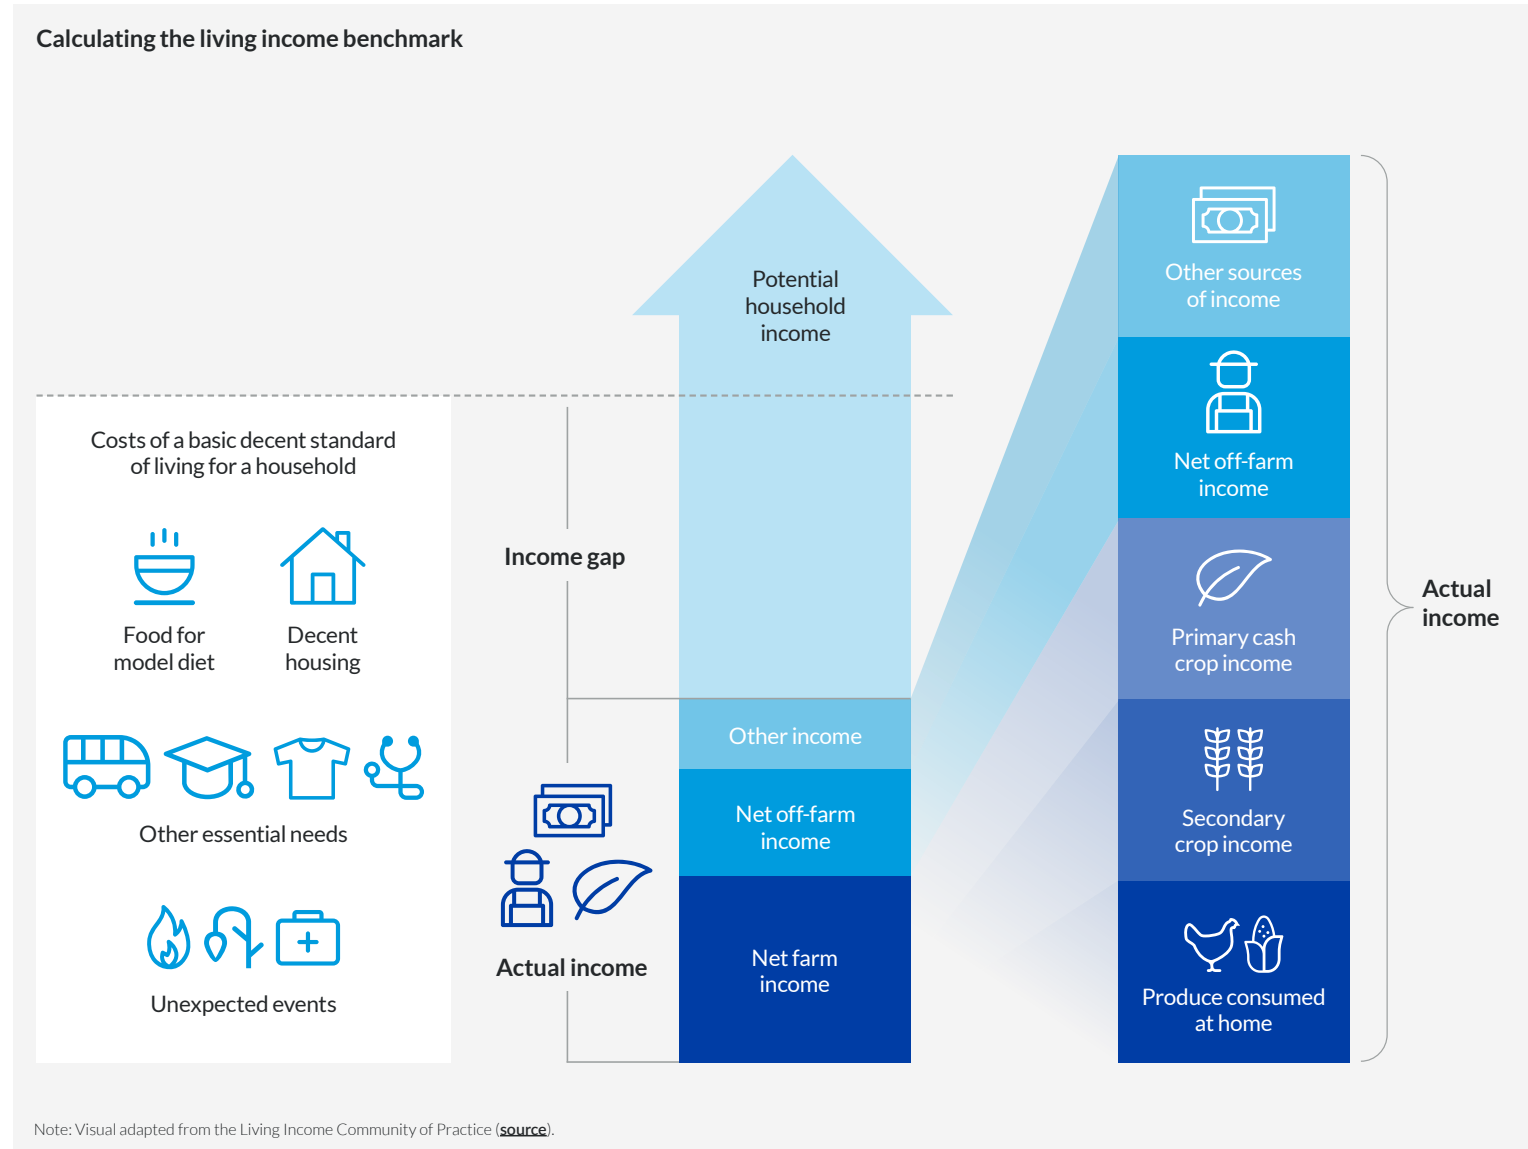 Calculating the living income benchmark
Costs of a basic decent standard
of living for a household
Food for
model diet
Decent
housing
Other essential needs
Unexpected events
Income gap
Actual income
Potential
household
income
Other income
Net off-farm
income
Net farm
income
Other sources
of income
Net off-farm
income
Primary cash
crop income
Secondary
crop income
Produce consumed
at home
Actual
income
Note: Visual adapted from the Living Income Community of Practice (source).